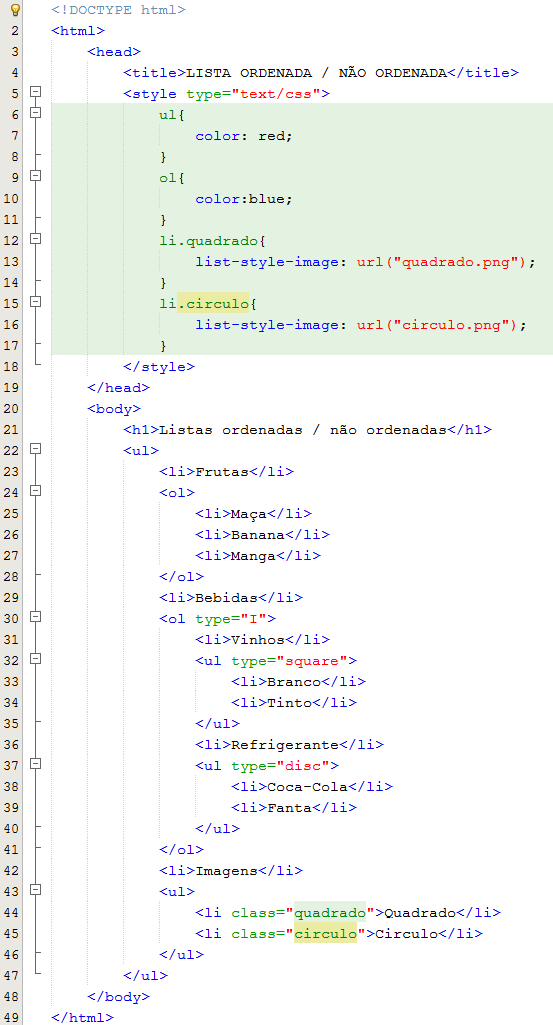 <!DOCTYPE html>
2 <html>
3 <head>
4 <title>LISTA ORDENADA / NÃO ORDENADA</title>
5 <style type="text/css">
6 ul{
7 color: red;
8 }
9 ol{
10 color:blue;
11 }
12 li.quadrado{
13 list-style-image: url("quadrado.png");
14 }
15 li.circulo{
16 list-style-image: url("circulo.png");
17 }
18 </style>
19 </head>
20 <body>
21 <h1>Listas ordenadas / não ordenadas</h1>
22 <ul>
23 <li>Frutas</li>
24 <ol>
25 <li>Maça</li>
26 <li>Banana</li>
27 <li>Manga</li>
28 </ol>
29 <li>Bebidas</li>
30 <ol type="I">
31 <li>Vinhos</li>
32 <ul type="square">
33 <li>Branco</li>
34 <li>Tinto</li>
35 </ul>
36 <li>Refrigerante</li>
37 <ul type="disc">
38 <li>Coca-Cola</li>
39 <li>Fanta</li>
40 </ul>
41 </ol>
42 <li>Imagens</li>
43 <ul>
44 <li class="quadrado">Quadrado</li>
45 <li class="circulo">Circulo</li>
46 </ul>
47 </ul>
48 </body>
49 </html>